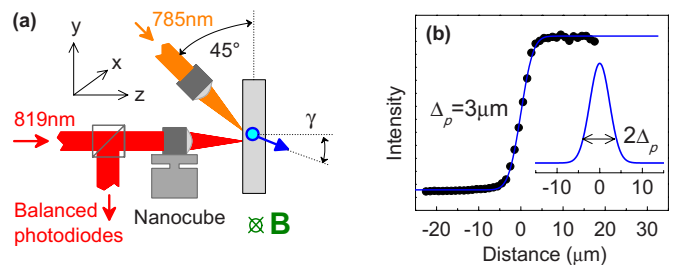 (a)
785nm
45°
y
x
z
819nm
γ
Balanced
photodiodes
Nanocube
⊗ B
(b)
Intensity
Δp=3μm
2Δp
-10 0 10
-20 -10 0 10 20 30
Distance (μm)